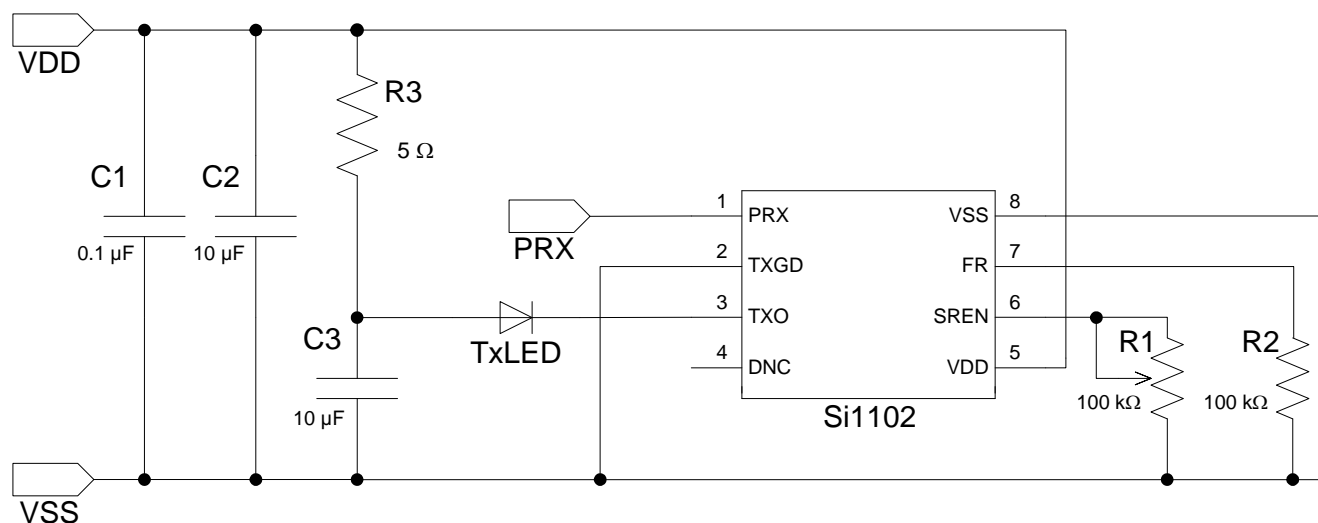 VDD
R3
5 Ω
C1
C2
0.1 µF
10 µF
PRX
1
PRX
VSS
8
2
TXGD
FR
7
3
TXO
SREN
6
4
DNC
VDD
5
C3
TxLED
R1
R2
10 µF
100 kΩ
100 kΩ
Si1102
VSS